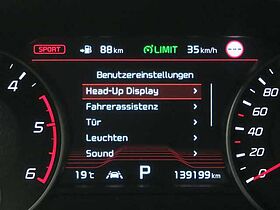 SPORT 88 km LIMIT 35 km/h
Benutzereinstellungen
Head-Up Display
Fahrerassistenz
Tür
Leuchten
Sound
19°C P 139199 km
4
5
6
80
60
40
20
0